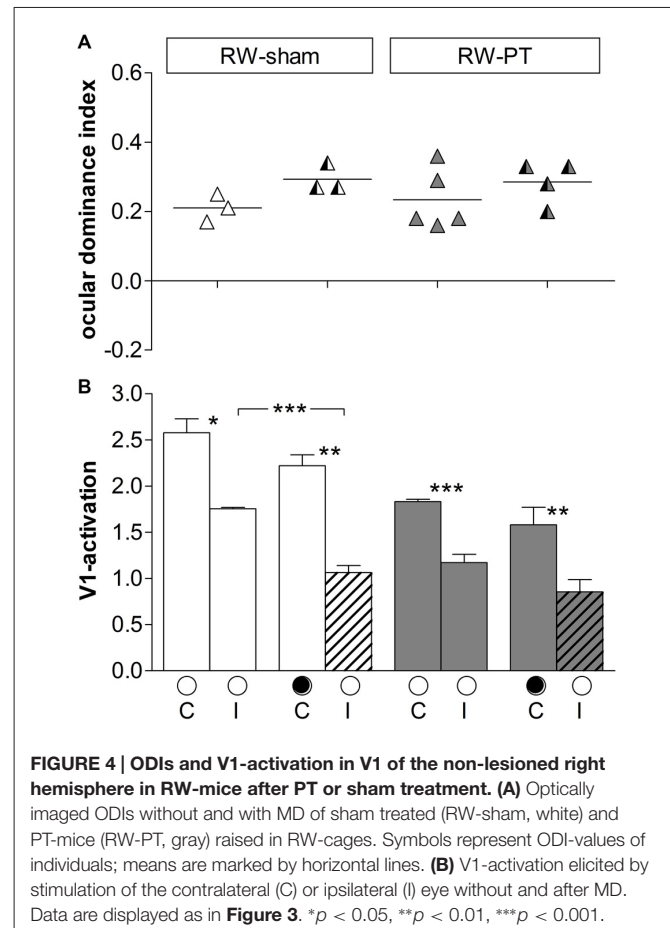 A
RW-sham
RW-PT
0.6
0.4
0.2
0.0
-0.2
ocular dominance index
B
3.0
2.5
2.0
1.5
1.0
0.5
0.0
V1-activation
* *** ** *** **
C I C I C I C I
FIGURE 4 | ODIs and V1-activation in V1 of the non-lesioned right
hemisphere in RW-mice after PT or sham treatment. (A) Optically
imaged ODIs without and with MD of sham treated (RW-sham, white) and
PT-mice (RW-PT, gray) raised in RW-cages. Symbols represent ODI-values of
individuals; means are marked by horizontal lines. (B) V1-activation elicited by
stimulation of the contralateral (C) or ipsilateral (I) eye without and after MD.
Data are displayed as in Figure 3. *p < 0.05, **p < 0.01, ***p < 0.001.